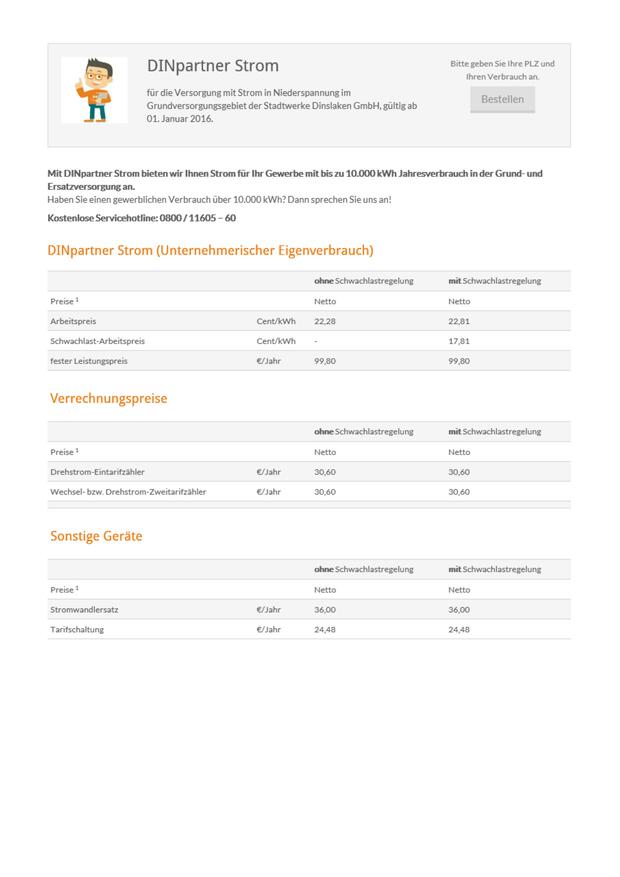 DINpartner Strom
für die Versorgung mit Strom in Niederspannung im
Grundversorgungsgebiet der Stadtwerke Dinslaken GmbH, gültig ab
01. Januar 2016.
Bitte geben Sie Ihre PLZ und
Ihren Verbrauch an.
Bestellen
Mit DINpartner Strom bieten wir Ihnen Strom für Ihr Gewerbe mit bis zu 10.000 kWh Jahresverbrauch in der Grund- und
Ersatzversorgung an.
Haben Sie einen gewerblichen Verbrauch über 10.000 kWh? Dann sprechen Sie uns an!
Kostenlose Servicehotline: 0800 / 11605 – 60
DINpartner Strom (Unternehmerischer Eigenverbrauch)
ohne Schwachlastregelung mit Schwachlastregelung
Preise 1 Netto Netto
Arbeitspreis Cent/kWh 22,28 22,81
Schwachlast-Arbeitspreis Cent/kWh - 17,81
fester Leistungspreis €/Jahr 99,80 99,80
Verrechnungspreise
ohne Schwachlastregelung mit Schwachlastregelung
Preise 1 Netto Netto
Drehstrom-Eintarifzähler €/Jahr 30,60 30,60
Wechsel- bzw. Drehstrom-Zweitarifzähler €/Jahr 30,60 30,60
Sonstige Geräte
ohne Schwachlastregelung mit Schwachlastregelung
Preise 1 Netto Netto
Stromwandlersatz €/Jahr 36,00 36,00
Tarifschaltung €/Jahr 24,48 24,48